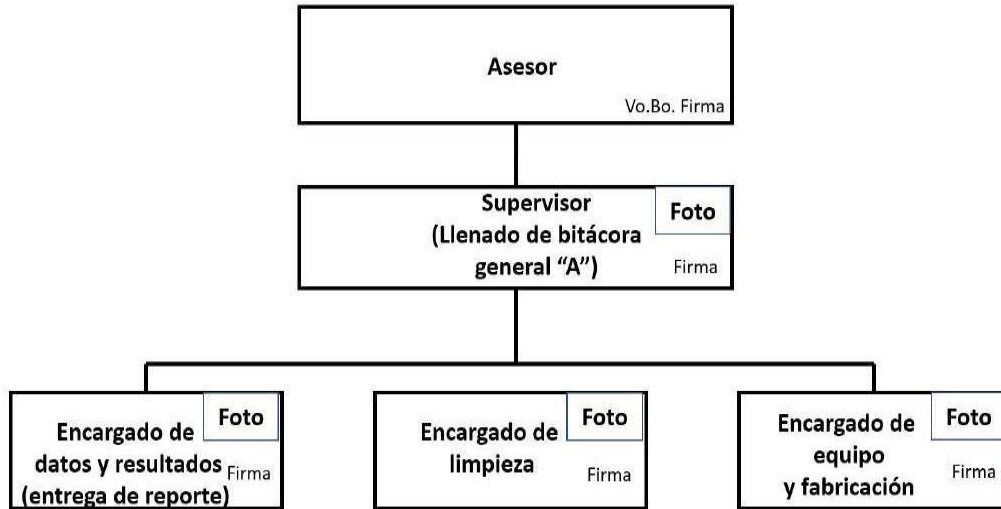 Asesor
Vo.Bo. Firma
Supervisor
(Llenado de bitácora
general “A”)
Foto
Firma
Encargado de
datos y resultados
(entrega de reporte)
Foto
Firma
Encargado de
limpieza
Foto
Firma
Encargado de
equipo
y fabricación
Foto
Firma